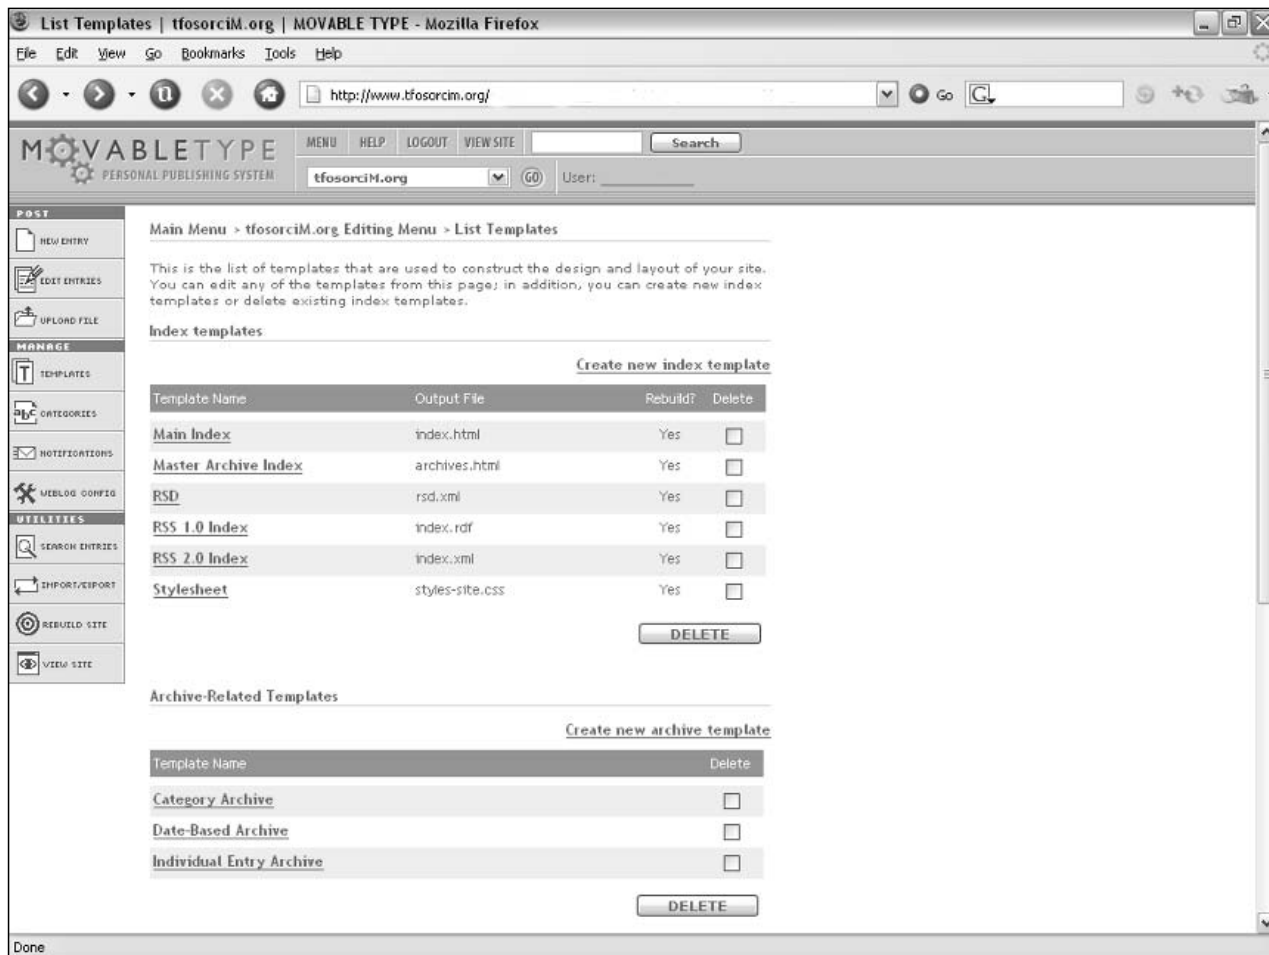 List Templates | tfosorciM.org | MOVABLE TYPE - Mozilla Firefox
File Edit View Go Bookmarks Tools Help
http://www.tfosorcim.org/ Go G
MOVABLETYPE
PERSONAL PUBLISHING SYSTEM
MENU HELP LOGOUT VIEW SITE Search
tfosorciM.org GO User:
POST
NEW ENTRY
EDIT ENTRIES
UPLOAD FILE
MANAGE
T TEMPLATES
abc CATEGORIES
NOTIFICATIONS
WEBLOG CONFIG
UTILITIES
SEARCH ENTRIES
IMPORT/EXPORT
REBUILD SITE
VIEW SITE
Main Menu > tfosorciM.org Editing Menu > List Templates
This is the list of templates that are used to construct the design and layout of your site.
You can edit any of the templates from this page; in addition, you can create new index
templates or delete existing index templates.
Index templates
Create new index template
Template Name Output File Rebuild? Delete
Main Index index.html Yes
Master Archive Index archives.html Yes
RSD rsd.xml Yes
RSS 1.0 Index index.rdf Yes
RSS 2.0 Index index.xml Yes
Stylesheet styles-site.css Yes
DELETE
Archive-Related Templates
Create new archive template
Template Name Delete
Category Archive
Date-Based Archive
Individual Entry Archive
DELETE
Done